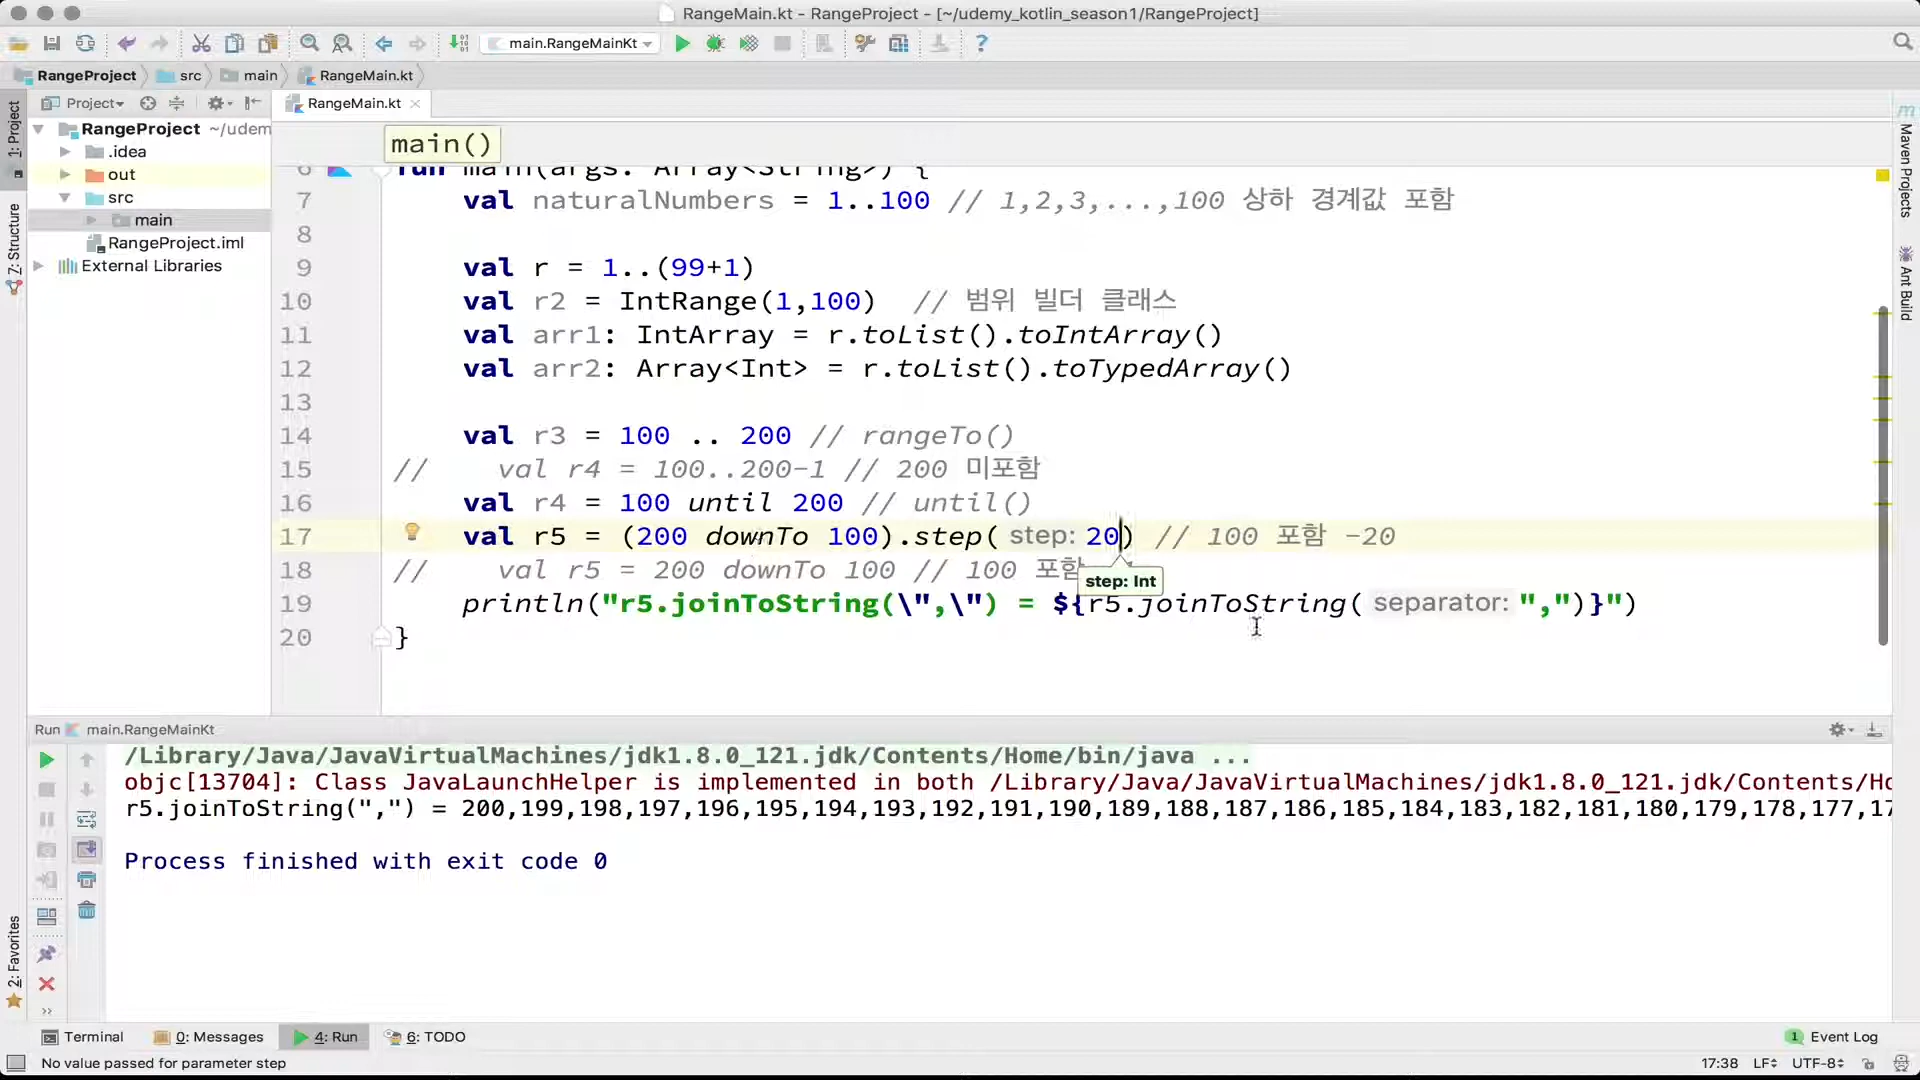 RangeMain.kt - RangeProject - [~/udemy_kotlin_season1/RangeProject]
main.RangeMainKt
RangeProject src main RangeMain.kt
Project
RangeMain.kt
1: Project
7: Structure
2: Favorites
RangeProject ~/udem
.idea
out
src
main
RangeProject.iml
External Libraries
main()
6 fun main(args: Array<String>) {
7 val naturalNumbers = 1..100 // 1,2,3,...,100 상하 경계값 포함
8
9 val r = 1..(99+1)
10 val r2 = IntRange(1,100) // 범위 빌더 클래스
11 val arr1: IntArray = r.toList().toIntArray()
12 val arr2: Array<Int> = r.toList().toTypedArray()
13
14 val r3 = 100 .. 200 // rangeTo()
15 // val r4 = 100..200-1 // 200 미포함
16 val r4 = 100 until 200 // until()
17 val r5 = (200 downTo 100).step( step: 20) // 100 포함 -20
18 // val r5 = 200 downTo 100 // 100 포함
step: Int
19 println("r5.joinToString(\",\") = ${r5.joinToString( separator: ",")}")
20 }
Maven Projects
Ant Build
Run main.RangeMainKt
/Library/Java/JavaVirtualMachines/jdk1.8.0_121.jdk/Contents/Home/bin/java ...
objc[13704]: Class JavaLaunchHelper is implemented in both /Library/Java/JavaVirtualMachines/jdk1.8.0_121.jdk/Contents/Ho
r5.joinToString(",") = 200,199,198,197,196,195,194,193,192,191,190,189,188,187,186,185,184,183,182,181,180,179,178,177,17
Process finished with exit code 0
Terminal 0: Messages 4: Run 6: TODO 1 Event Log
No value passed for parameter step 17:38 LF UTF-8